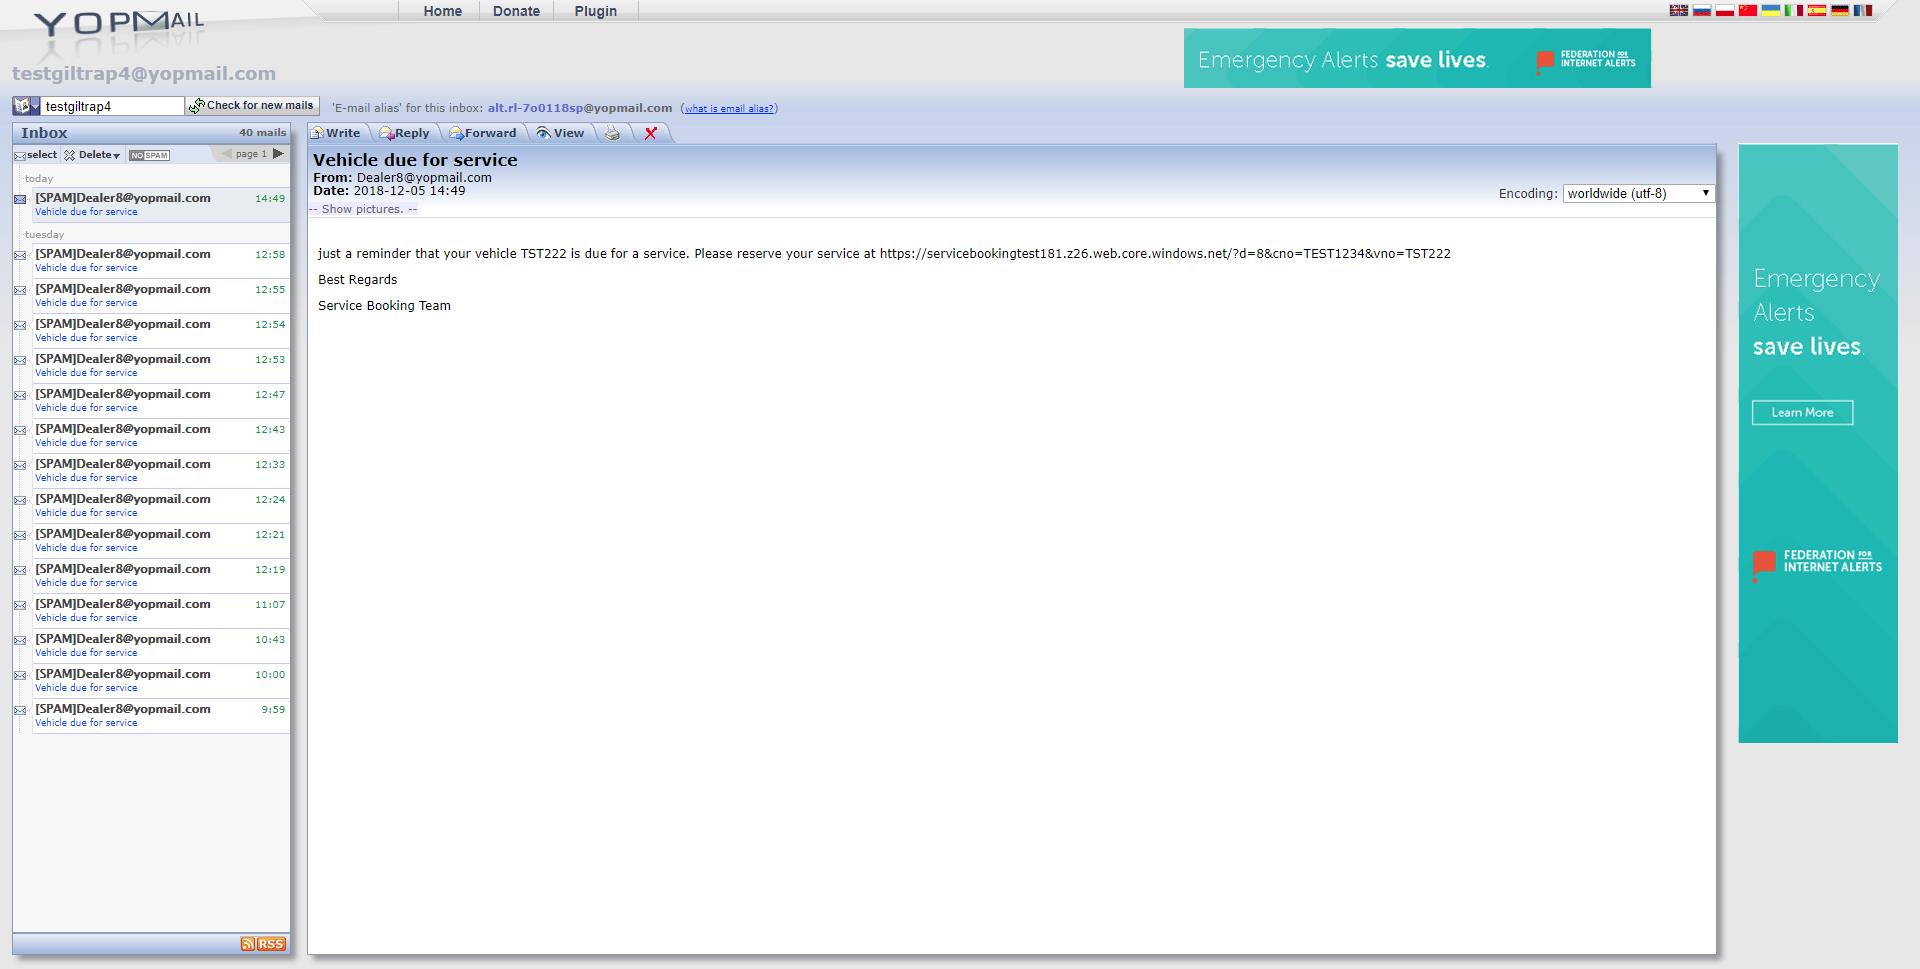 YOPMAIL
Home
Donate
Plugin
Emergency Alerts save lives.
FEDERATION FOR
INTERNET ALERTS
testgiltrap4@yopmail.com
testgiltrap4
Check for new mails
'E-mail alias' for this inbox: alt.rl-7o0118sp@yopmail.com (what is email alias?)
Inbox
40 mails
select
Delete
NO SPAM
page 1
today
[SPAM]Dealer8@yopmail.com 14:49
Vehicle due for service
tuesday
[SPAM]Dealer8@yopmail.com 12:58
Vehicle due for service
[SPAM]Dealer8@yopmail.com 12:55
Vehicle due for service
[SPAM]Dealer8@yopmail.com 12:54
Vehicle due for service
[SPAM]Dealer8@yopmail.com 12:53
Vehicle due for service
[SPAM]Dealer8@yopmail.com 12:47
Vehicle due for service
[SPAM]Dealer8@yopmail.com 12:43
Vehicle due for service
[SPAM]Dealer8@yopmail.com 12:33
Vehicle due for service
[SPAM]Dealer8@yopmail.com 12:24
Vehicle due for service
[SPAM]Dealer8@yopmail.com 12:21
Vehicle due for service
[SPAM]Dealer8@yopmail.com 12:19
Vehicle due for service
[SPAM]Dealer8@yopmail.com 11:07
Vehicle due for service
[SPAM]Dealer8@yopmail.com 10:43
Vehicle due for service
[SPAM]Dealer8@yopmail.com 10:00
Vehicle due for service
[SPAM]Dealer8@yopmail.com 9:59
Vehicle due for service
RSS
Write
Reply
Forward
View
Vehicle due for service
From: Dealer8@yopmail.com
Date: 2018-12-05 14:49
Encoding: worldwide (utf-8)
-- Show pictures. --
just a reminder that your vehicle TST222 is due for a service. Please reserve your service at https://servicebookingtest181.z26.web.core.windows.net/?d=8&cno=TEST1234&vno=TST222
Best Regards
Service Booking Team
Emergency
Alerts
save lives.
Learn More
FEDERATION FOR
INTERNET ALERTS